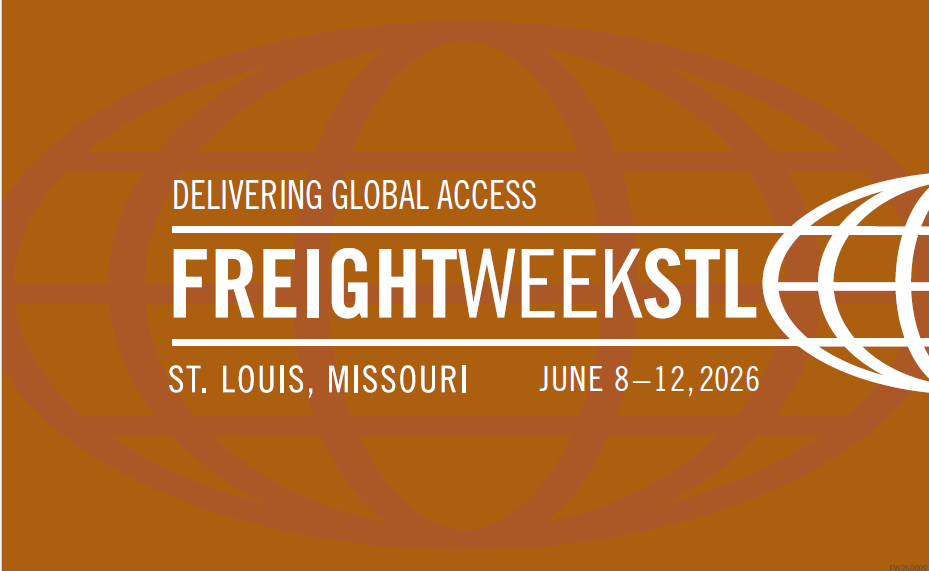 DELIVERING GLOBAL ACCESS
FREIGHTWEEKSTL
ST. LOUIS, MISSOURI
JUNE 8–12, 2026